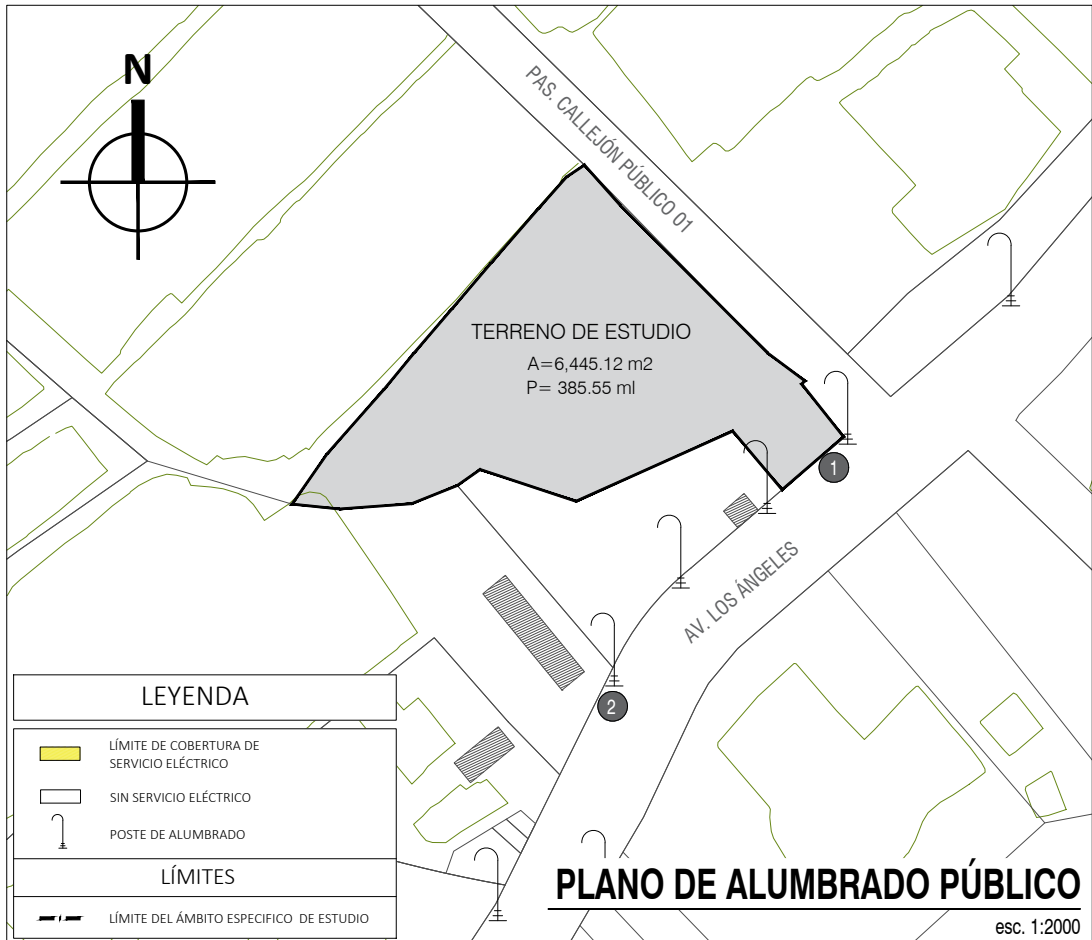 N
PAS. CALLEJÓN PÚBLICO 01
TERRENO DE ESTUDIO
A=6,445.12 m2
P= 385.55 ml
1
AV. LOS ÁNGELES
2
LEYENDA
LÍMITE DE COBERTURA DE
SERVICIO ELÉCTRICO
SIN SERVICIO ELÉCTRICO
POSTE DE ALUMBRADO
LÍMITES
LÍMITE DEL ÁMBITO ESPECIFICO DE ESTUDIO
PLANO DE ALUMBRADO PÚBLICO
esc. 1:2000